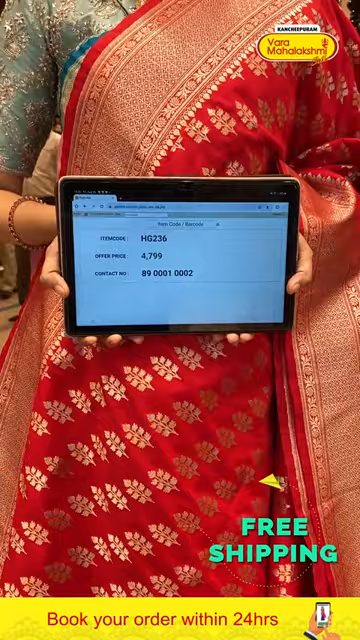 KANCHEEPURAM
Vara
Mahalakshmi
Item Code / Barcode
ITEMCODE : HG236
OFFER PRICE : 4,799
CONTACT NO : 89 0001 0002
FREE
SHIPPING
Book your order within 24hrs